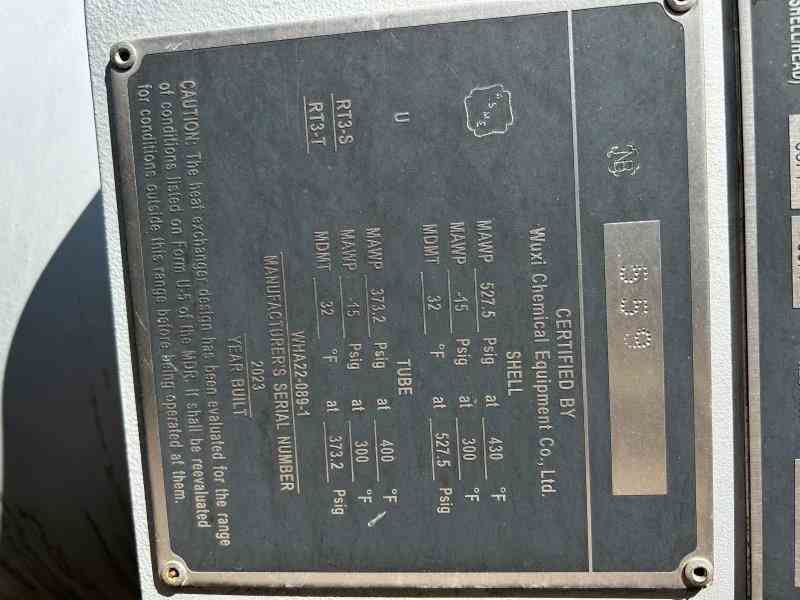 559
NB
CERTIFIED BY
Wuxi Chemical Equipment Co., Ltd.
ASME
U
RT3-S
RT3-T
SHELL
MAWP 527.5 Psig at 430 °F
MAWP -15 Psig at 300 °F
MDMT 32 °F at 527.5 Psig
TUBE
MAWP 373.2 Psig at 400 °F
MAWP -15 Psig at 300 °F
MDMT 32 °F at 373.2 Psig
WHA22-089-1
MANUFACTURER'S SERIAL NUMBER
2023
YEAR BUILT
CAUTION: The heat exchanger design has been evaluated for the range
of conditions listed on Form U-5 of the MDR. It shall be reevaluated
for conditions outside this range before being operated at them.